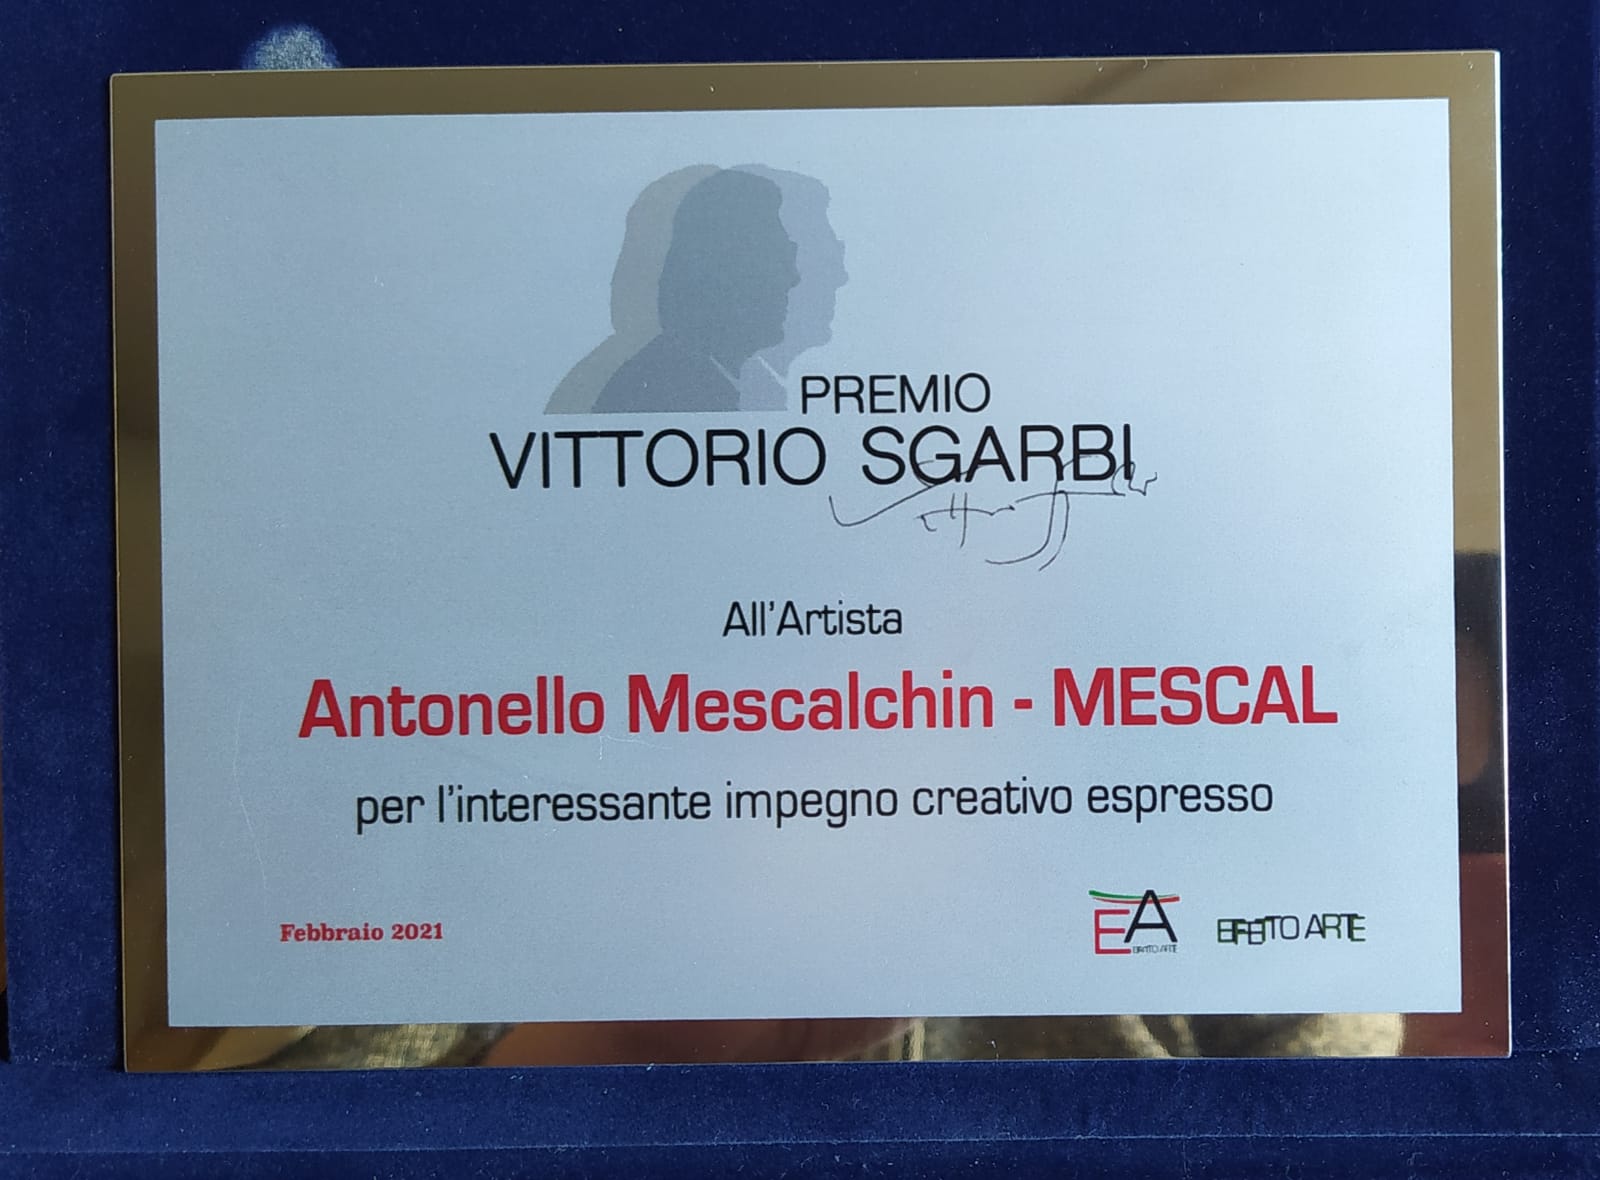 PREMIO
VITTORIO SGARBI
All'Artista
Antonello Mescalchin - MESCAL
per l'interessante impegno creativo espresso
Febbraio 2021
EA
EFFETTO ARTE